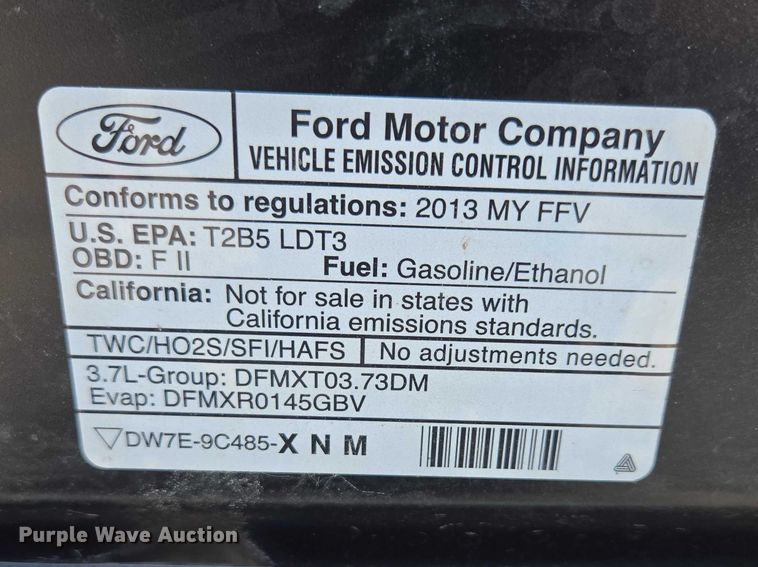 Ford
Ford Motor Company
VEHICLE EMISSION CONTROL INFORMATION
Conforms to regulations: 2013 MY FFV
U.S. EPA: T2B5 LDT3
OBD: F II Fuel: Gasoline/Ethanol
California: Not for sale in states with
California emissions standards.
TWC/HO2S/SFI/HAFS No adjustments needed.
3.7L-Group: DFMXT03.73DM
Evap: DFMXR0145GBV
DW7E-9C485-X N M
Purple Wave Auction